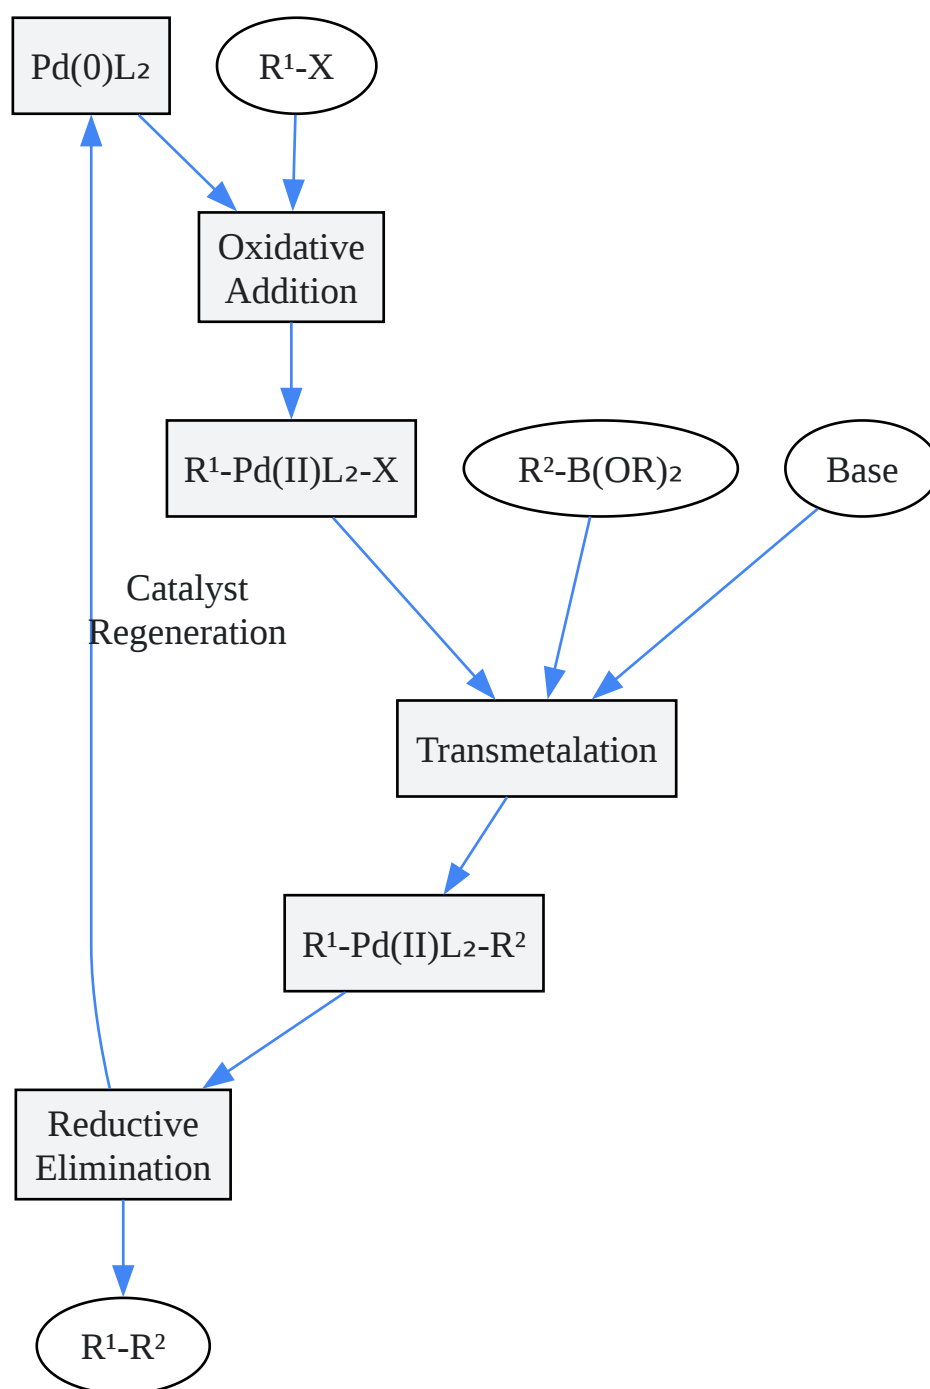 Pd(0)L₂
R¹-X
Oxidative
Addition
R¹-Pd(II)L₂-X
R²-B(OR)₂
Base
Catalyst
Regeneration
Transmetalation
R¹-Pd(II)L₂-R²
Reductive
Elimination
R¹-R²